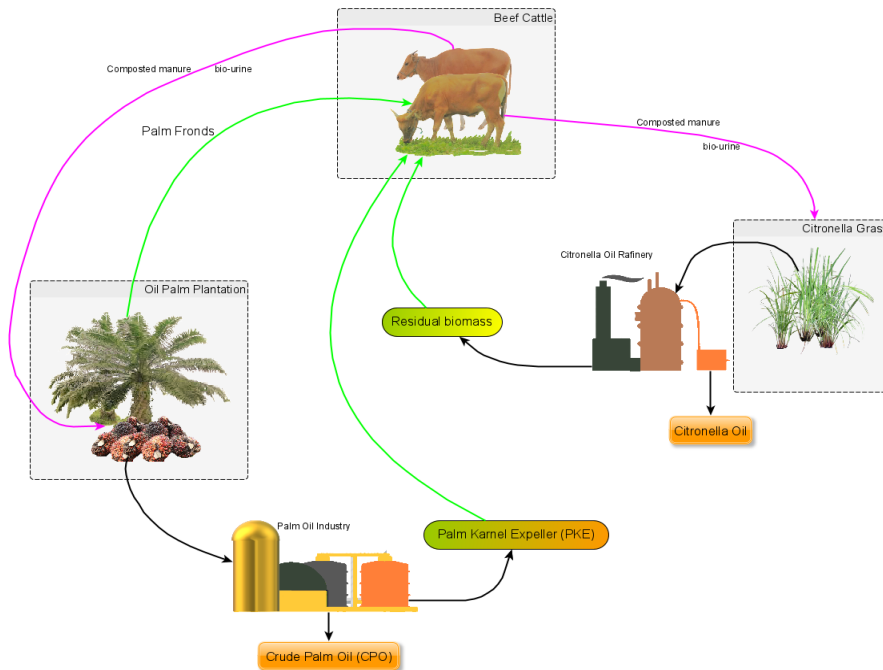 Beef Cattle
Composted manure
bio-urine
Palm Fronds
Composted manure
bio-urine
Citronella Grass
Citronella Oil Rafinery
Oil Palm Plantation
Residual biomass
Citronella Oil
Palm Oil Industry
Palm Karnel Expeller (PKE)
Crude Palm Oil (CPO)